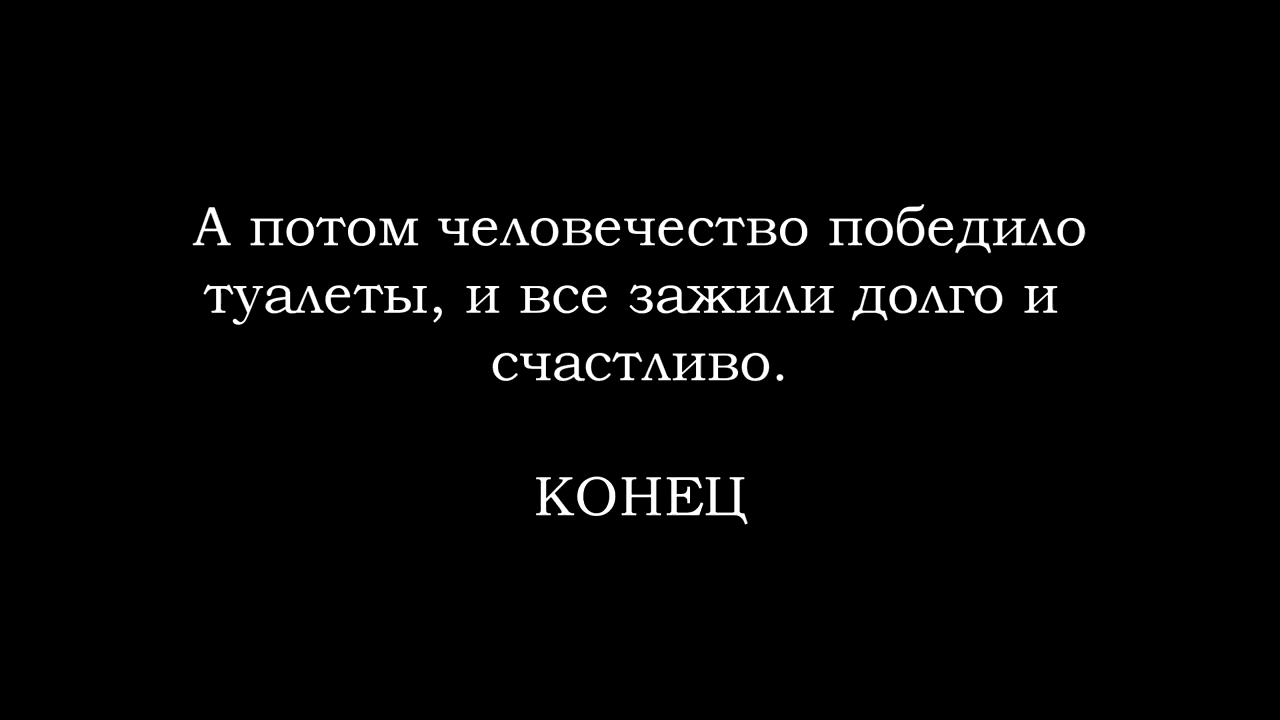 А потом человечество победило
туалеты, и все зажили долго и
счастливо.
КОНЕЦ